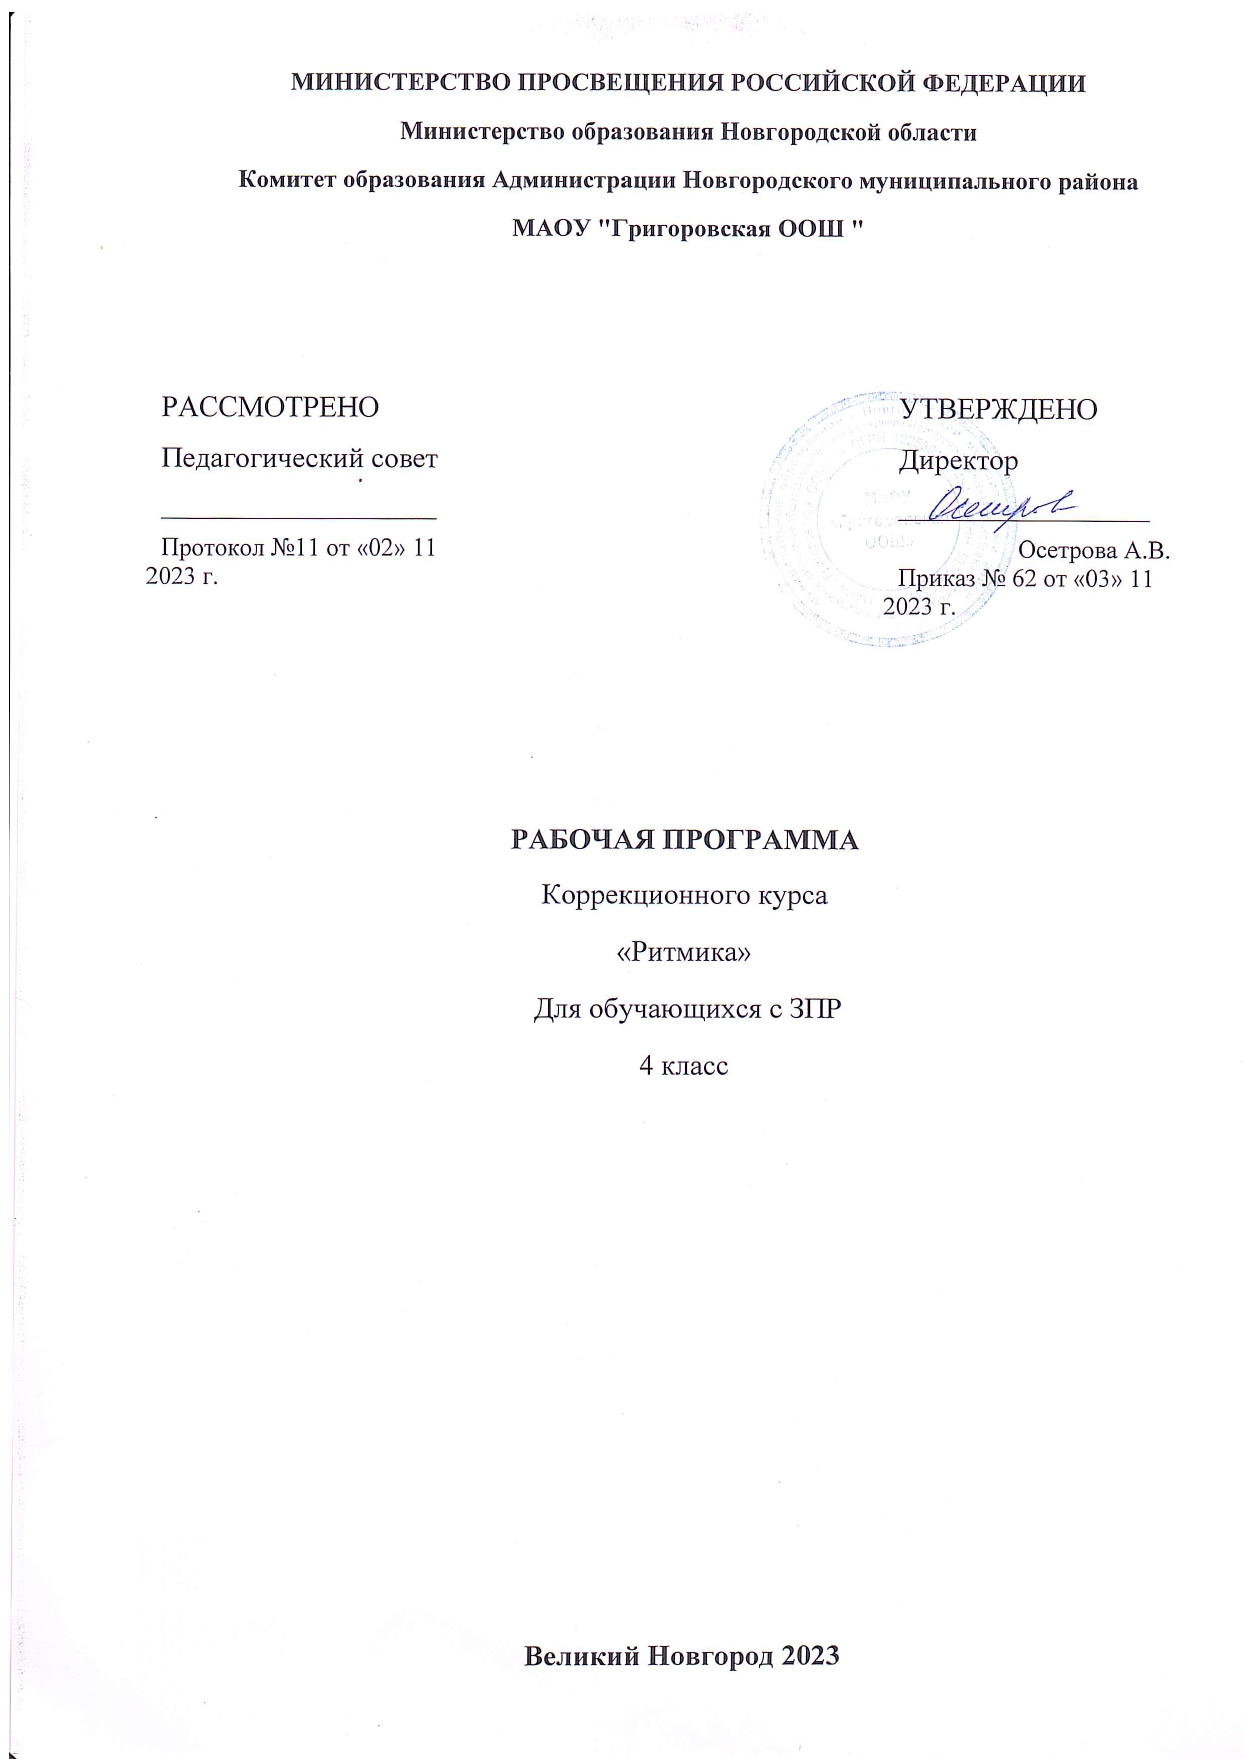 МИНИСТЕРСТВО ПРОСВЕЩЕНИЯ РОССИЙСКОЙ ФЕДЕРАЦИИ
Министерство образования Новгородской области
Комитет образования Администрации Новгородского муниципального района
МАОУ "Григоровская ООШ "
РАССМОТРЕНО
Педагогический совет
Протокол №11 от «02» 11
2023 г.
УТВЕРЖДЕНО
Директор
Осетрова А.В.
Приказ № 62 от «03» 11
2023 г.
РАБОЧАЯ ПРОГРАММА
Коррекционного курса
«Ритмика»
Для обучающихся с ЗПР
4 класс
Великий Новгород 2023